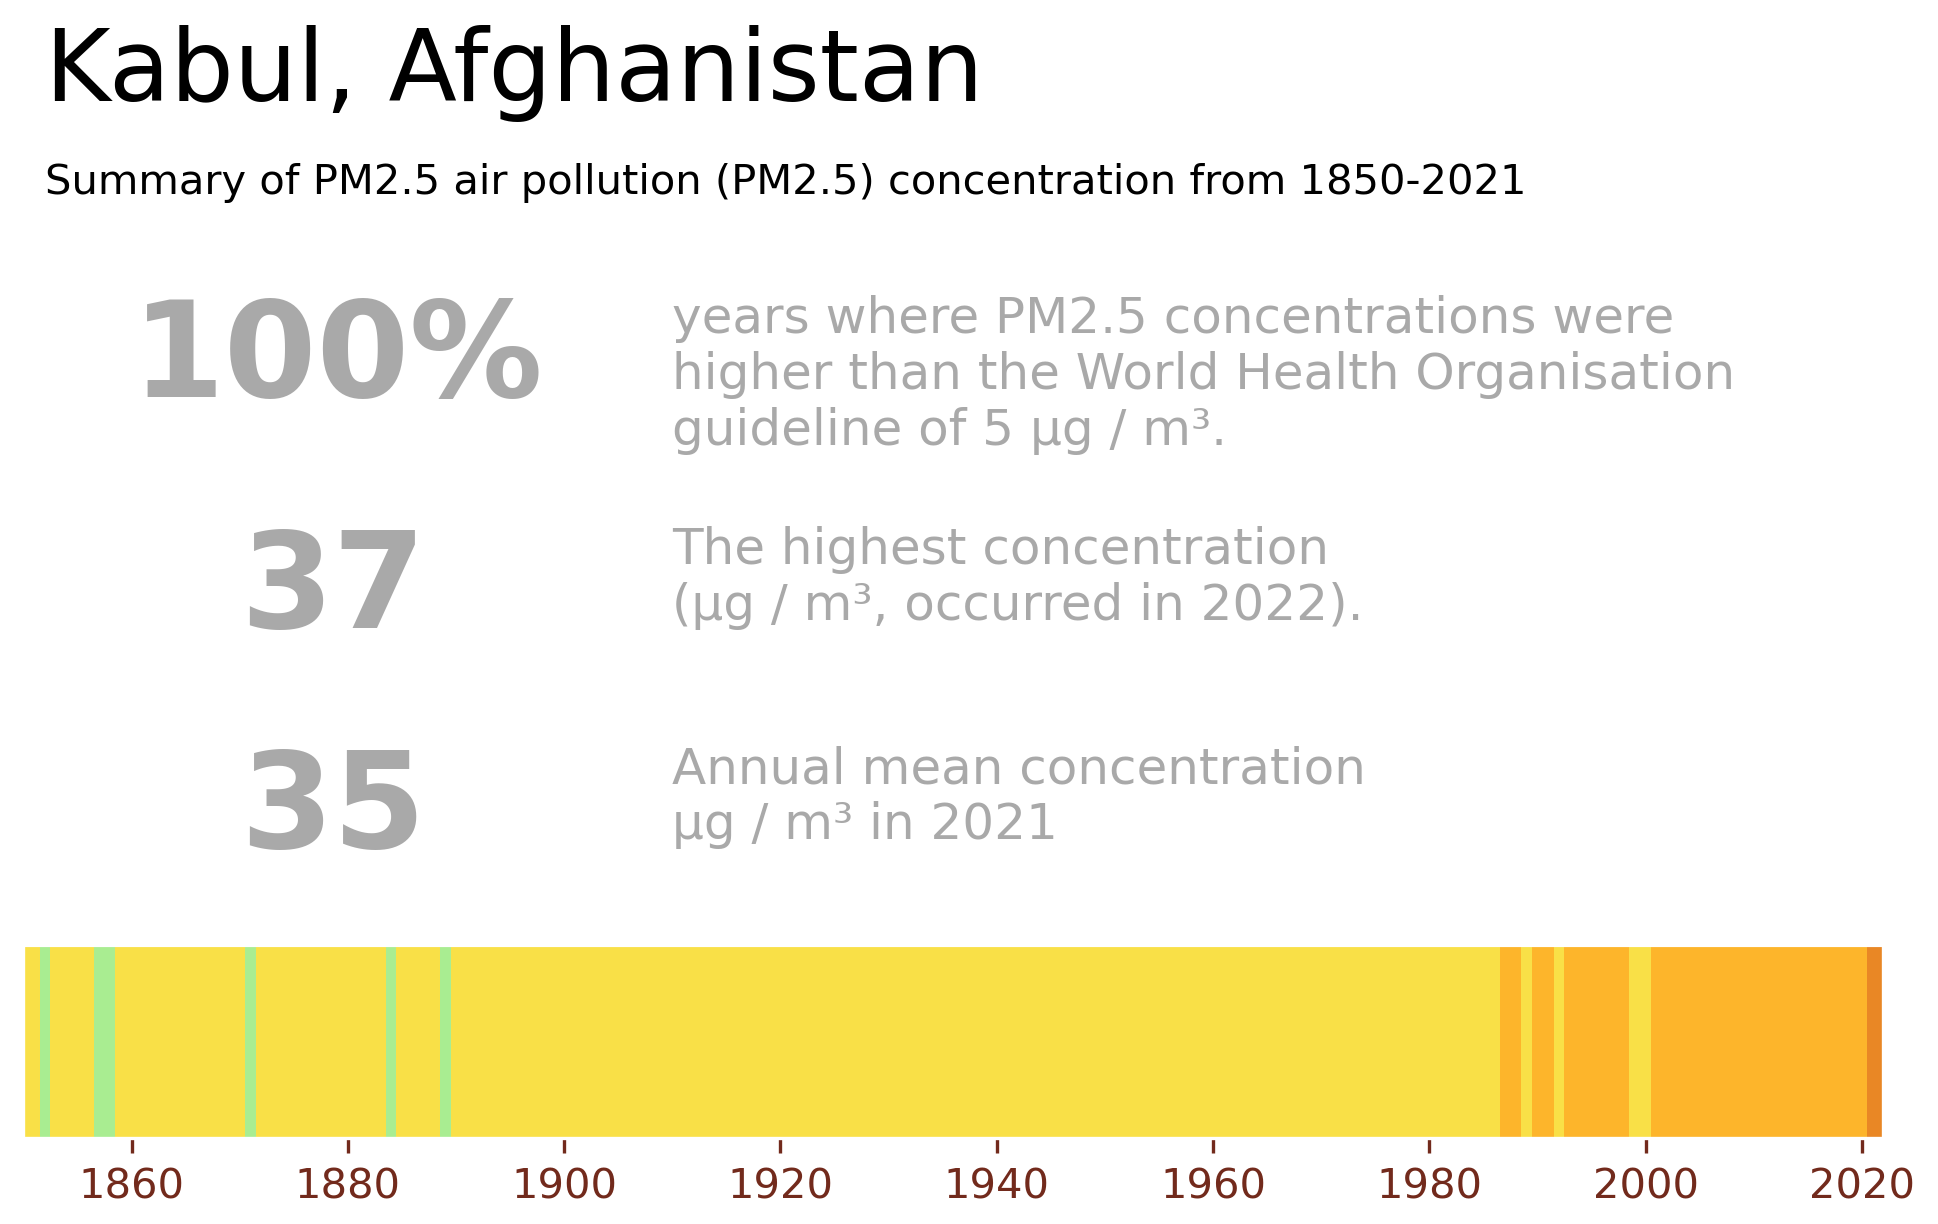 Kabul, Afghanistan
Summary of PM2.5 air pollution (PM2.5) concentration from 1850-2021
100%
years where PM2.5 concentrations were
higher than the World Health Organisation
guideline of 5 µg / m³.
37
The highest concentration
(µg / m³, occurred in 2022).
35
Annual mean concentration
µg / m³ in 2021
1860 1880 1900 1920 1940 1960 1980 2000 2020